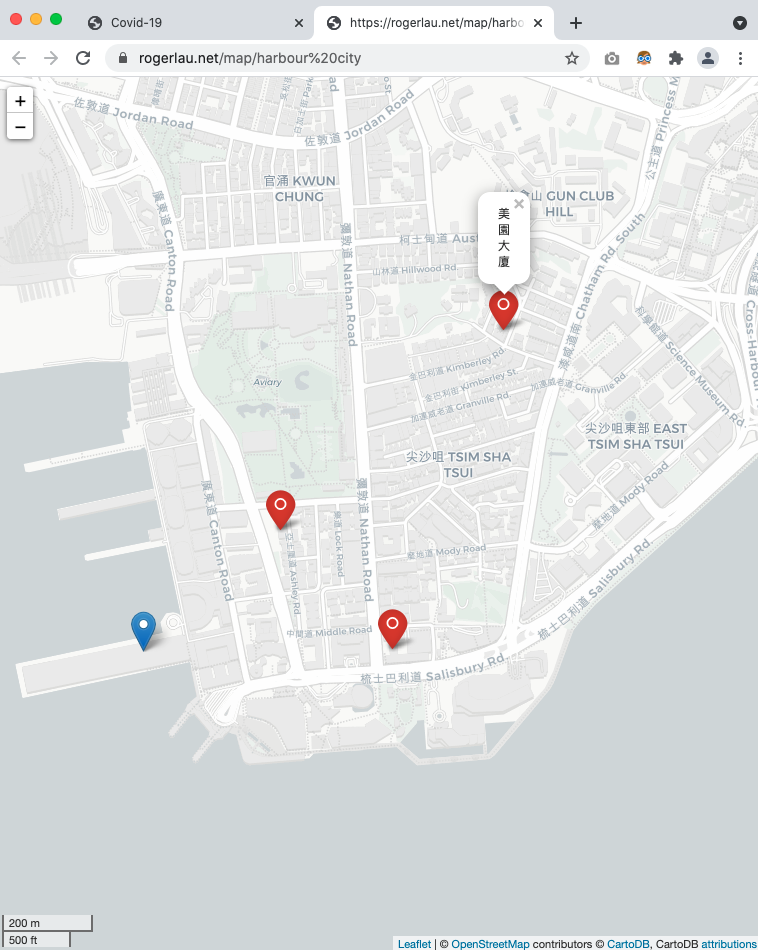 Covid-19
https://rogerlau.net/map/harbo
rogerlau.net/map/harbour%20city
+
−
佐敦道 Jordan Road
佐敦道 Jordan Road
官涌 KWUN
CHUNG
GUN CLUB
HILL
公主道 Princess M
美
園
大
廈
廣東道 Canton Road
彌敦道 Nathan Road
柯士甸道 Aust
山林道 Hillwood Rd.
漆咸道南 Chatham Rd. South
科學館道 Science Museum Rd
Cross-Harbour
金巴利道 Kimberley Rd
金巴利街 Kimberley St.
加連威老道 Granville Rd.
加連威老道 Granville Rd.
Aviary
尖沙咀東部 EAST
TSIM SHA TSUI
尖沙咀 TSIM SHA
TSUI
廣東道 Canton Road
彌敦道 Nathan Road
樂道 Lock Road
亞士厘道 Ashley Rd.
麼地道 Mody Road
麼地道 Mody Road
中間道 Middle Road
梳士巴利道 Salisbury Rd.
梳士巴利道 Salisbury Rd.
200 m
500 ft
Leaflet | © OpenStreetMap contributors © CartoDB, CartoDB attributions